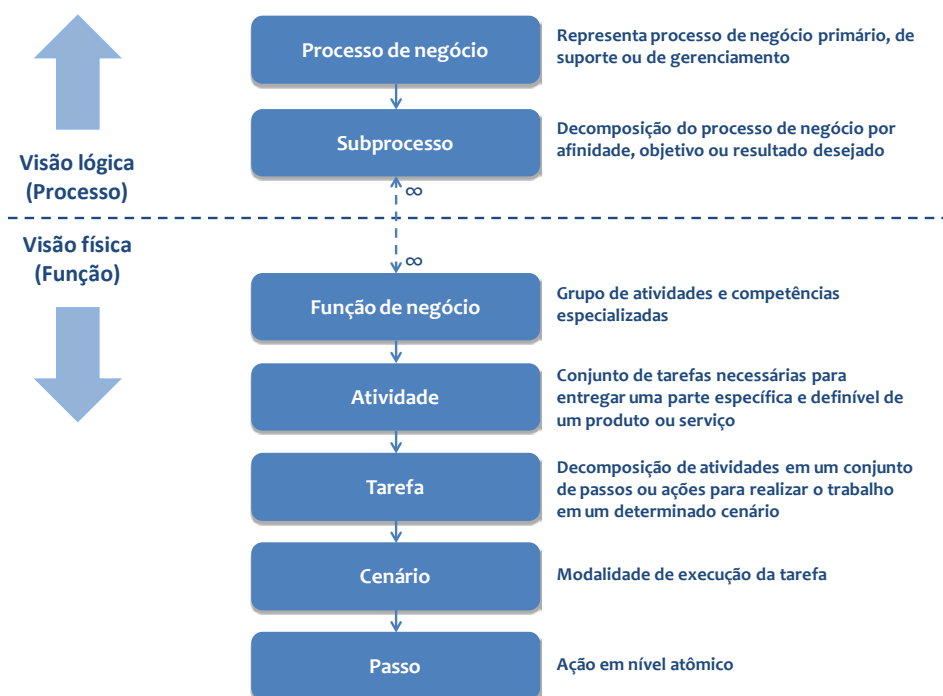 Processo de negócio
Representa processo de negócio primário, de
suporte ou de gerenciamento
Subprocesso
Decomposição do processo de negócio por
afinidade, objetivo ou resultado desejado
Visão lógica
(Processo)
∞
Visão física
(Função)
∞
Função de negócio
Grupo de atividades e competências
especializadas
Atividade
Conjunto de tarefas necessárias para
entregar uma parte específica e definível de
um produto ou serviço
Tarefa
Decomposição de atividades em um conjunto
de passos ou ações para realizar o trabalho
em um determinado cenário
Cenário
Modalidade de execução da tarefa
Passo
Ação em nível atômico